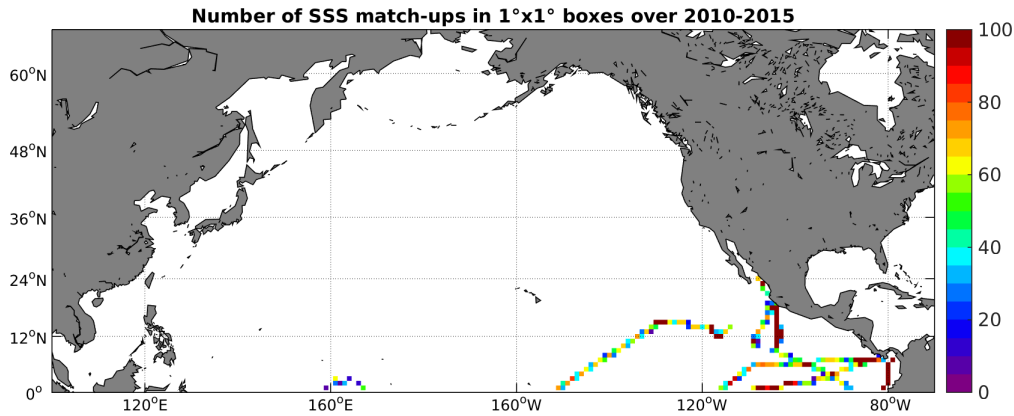 Number of SSS match-ups in 1°x1° boxes over 2010-2015
100
80
60
40
20
0
60°N
48°N
36°N
24°N
12°N
0°
120°E
160°E
160°W
120°W
80°W